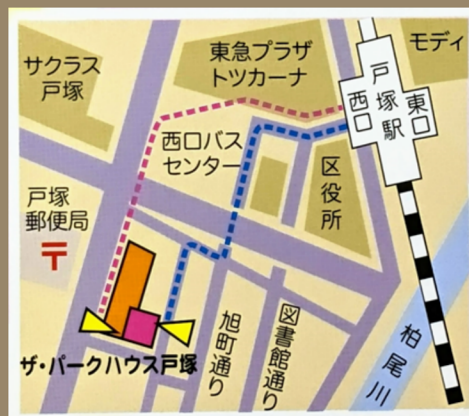 サクラス
戸塚
東急プラザ
トツカーナ
モディ
戸塚駅
西口
東口
西口バス
センター
区役所
戸塚
郵便局
〒
旭町通り
図書館通り
柏尾川
ザ・パークハウス戸塚